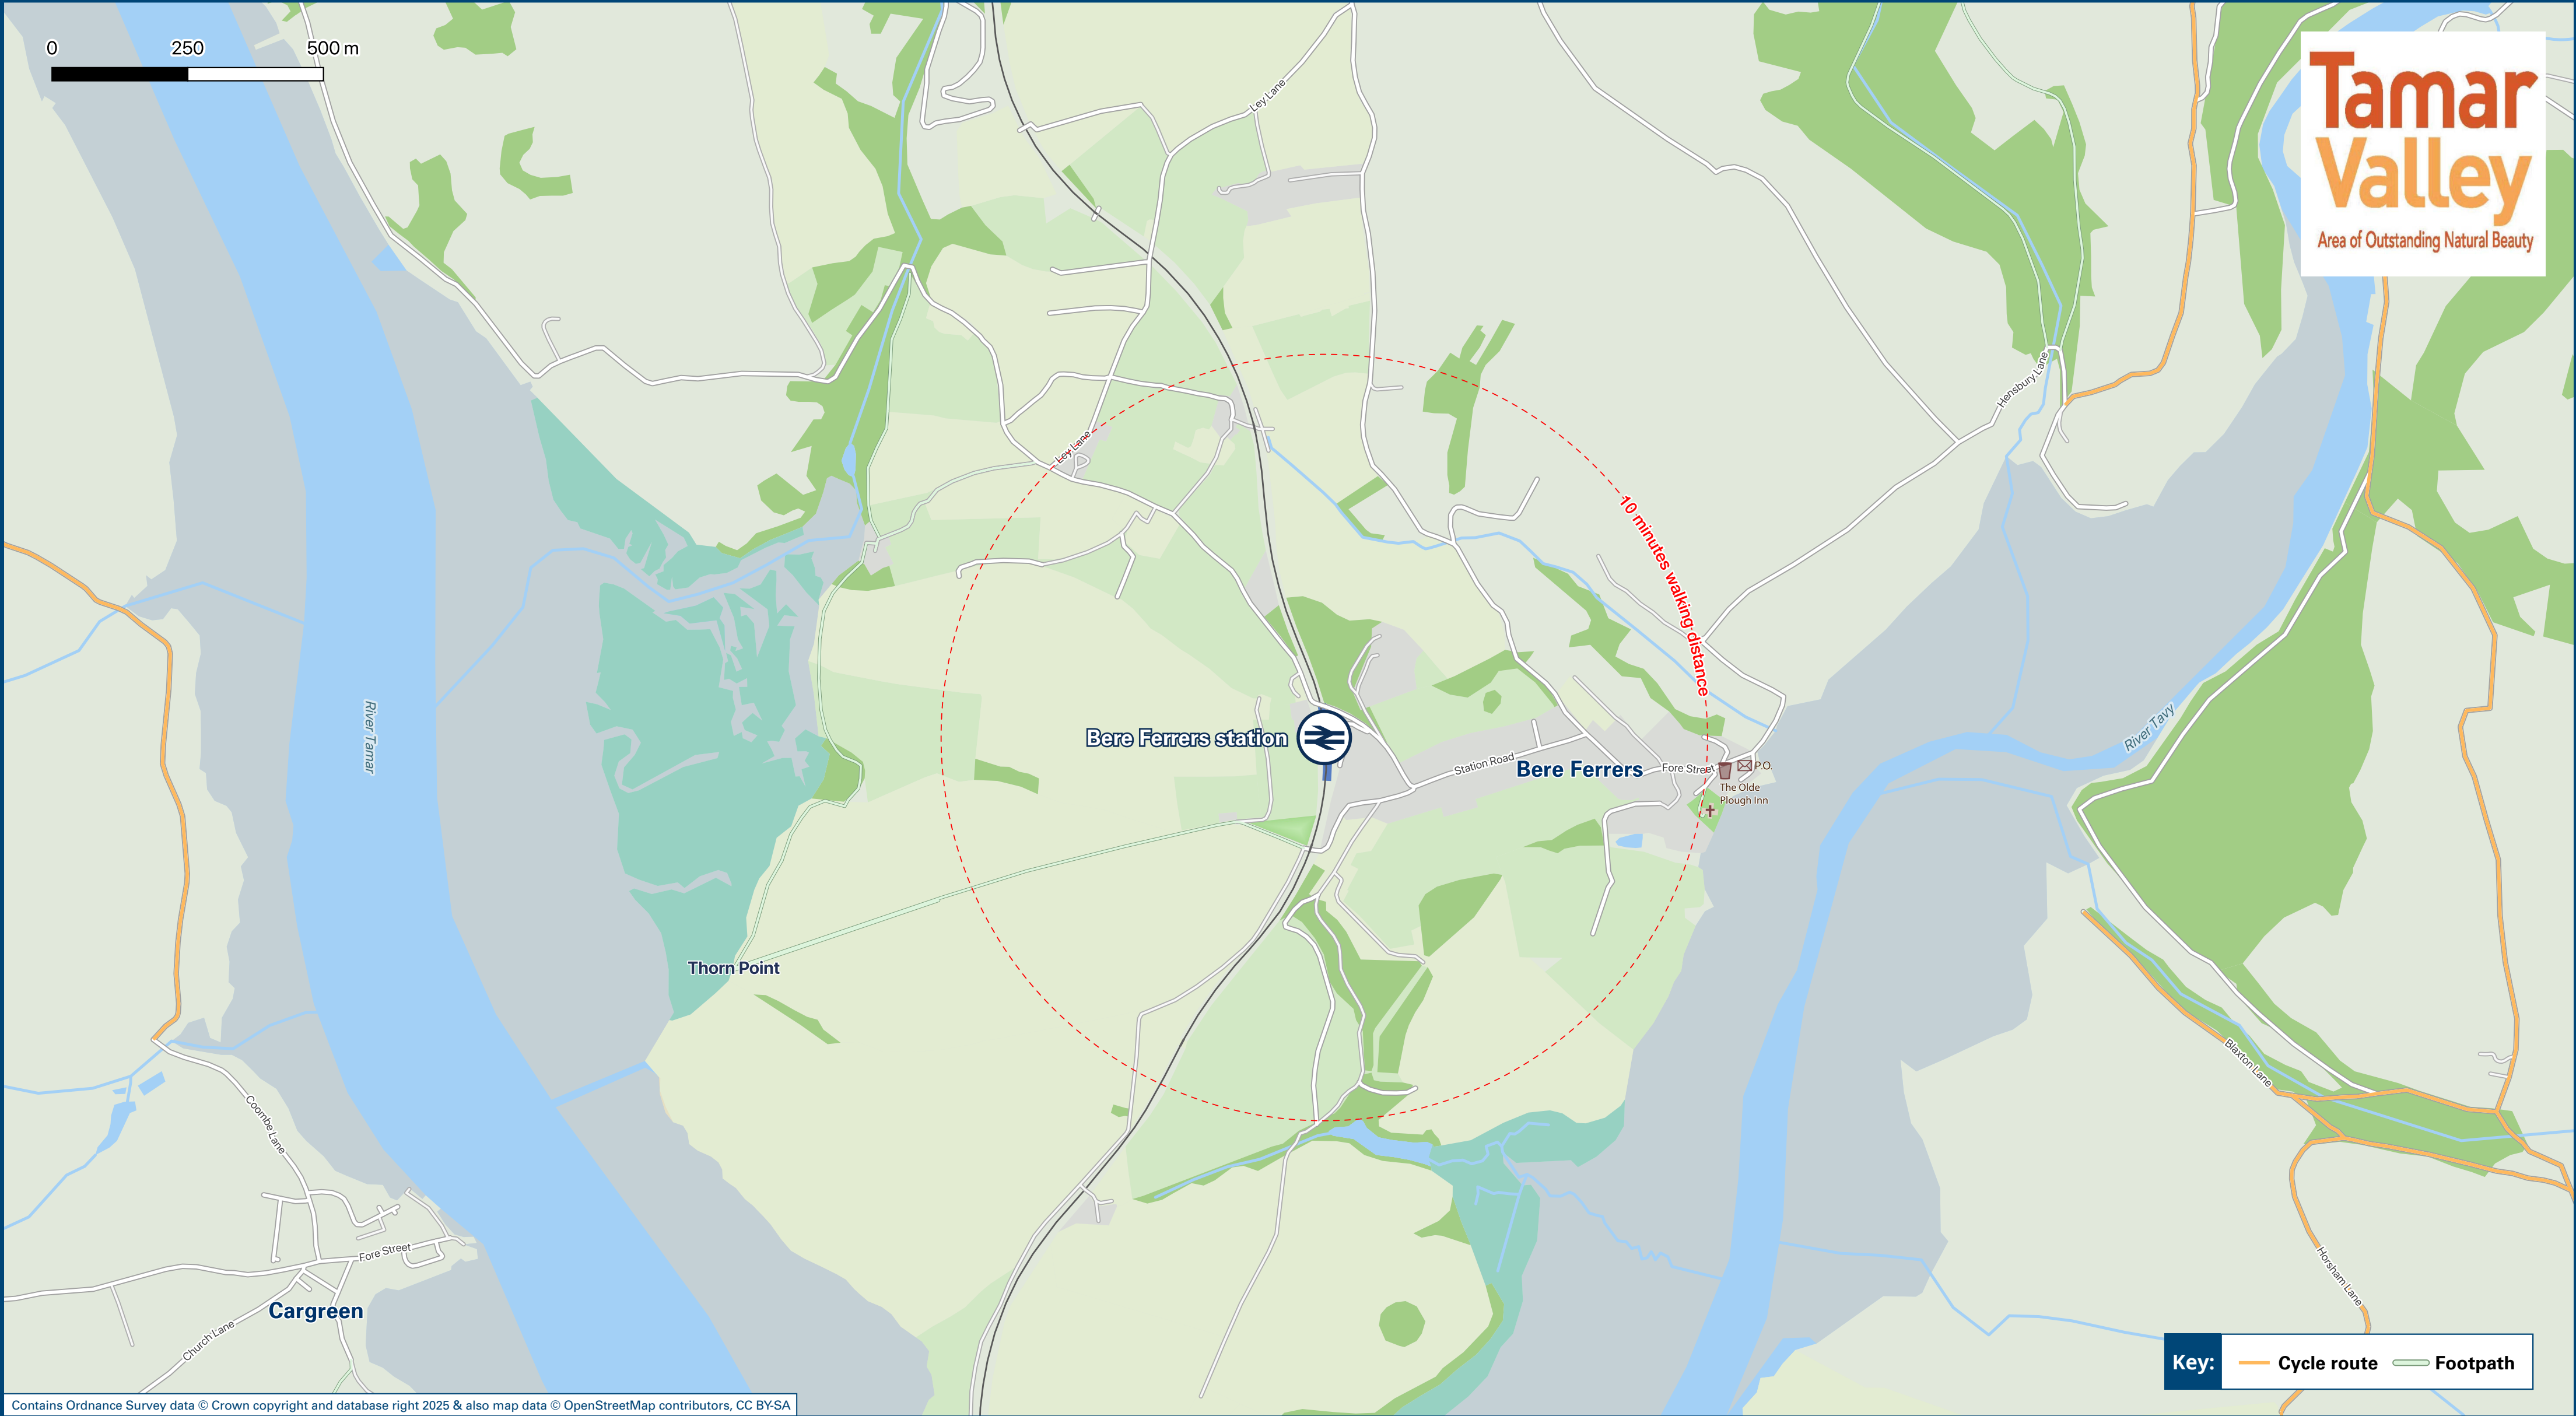 0 250 500 m
Tamar
Valley
Area of Outstanding Natural Beauty
Ley Lane
Hensbury Lane
Ley Lane
10 minutes walking distance
River Tamar
River Tavy
Bere Ferrers station
Station Road
Bere Ferrers
Fore Street
P.O.
The Olde
Plough Inn
Thorn Point
Blaxton Lane
Coombe Lane
Fore Street
Cargreen
Church Lane
Horsham Lane
Key: Cycle route Footpath
Contains Ordnance Survey data © Crown copyright and database right 2025 & also map data © OpenStreetMap contributors, CC BY-SA